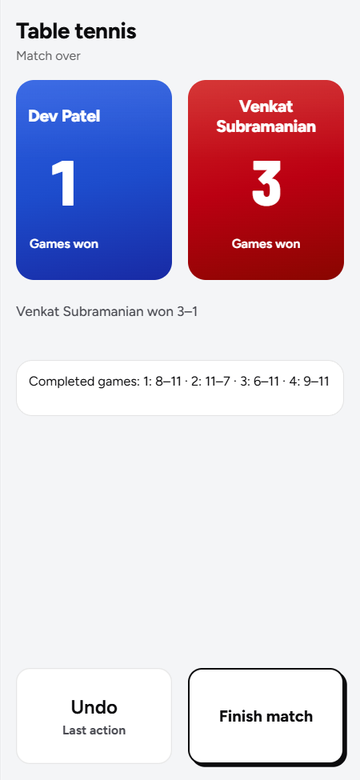 Table tennis
Match over
Dev Patel
1
Games won
Venkat
Subramanian
3
Games won
Venkat Subramanian won 3–1
Completed games: 1: 8–11 · 2: 11–7 · 3: 6–11 · 4: 9–11
Undo
Last action
Finish match